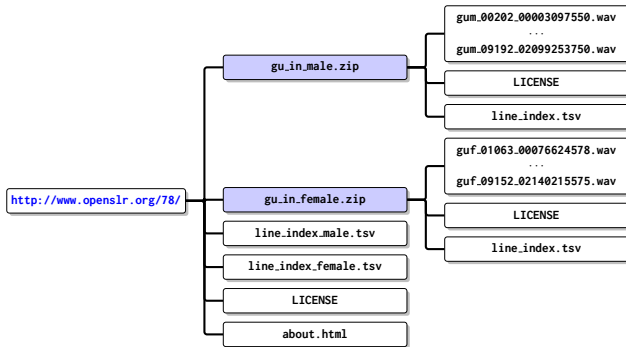 gum_00202_00003097550.wav
...
gum_09192_02099253750.wav
gu_in_male.zip
LICENSE
line_index.tsv
guf_01063_00076624578.wav
...
guf_09152_02140215575.wav
http://www.openslr.org/78/
gu_in_female.zip
LICENSE
line_index_male.tsv
line_index.tsv
line_index_female.tsv
LICENSE
about.html